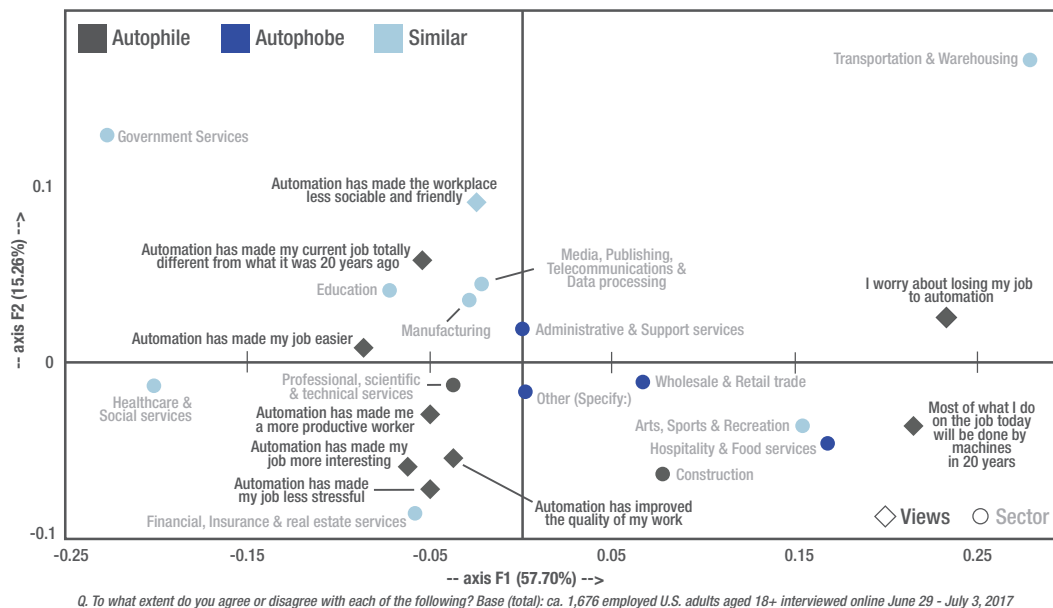 Autophile
Autophobe
Similar
Transportation & Warehousing
Government Services
0.1
Automation has made the workplace
less sociable and friendly
Automation has made my current job totally
different from what it was 20 years ago
Media, Publishing,
Telecommunications &
Data processing
Education
I worry about losing my job
to automation
Manufacturing
Administrative & Support services
Automation has made my job easier
0
Professional, scientific
& technical services
Wholesale & Retail trade
Healthcare &
Social services
Other (Specify:)
Automation has made me
a more productive worker
Arts, Sports & Recreation
Most of what I do
on the job today
will be done by
machines
in 20 years
Automation has made my
job more interesting
Hospitality & Food services
Construction
Automation has made
my job less stressful
Automation has improved
the quality of my work
Financial, Insurance & real estate services
Views
Sector
-0.1
-0.25
-0.15
-0.05
0.05
0.15
0.25
-- axis F2 (15.26%) -->
-- axis F1 (57.70%) -->
Q. To what extent do you agree or disagree with each of the following? Base (total): ca. 1,676 employed U.S. adults aged 18+ interviewed online June 29 - July 3, 2017